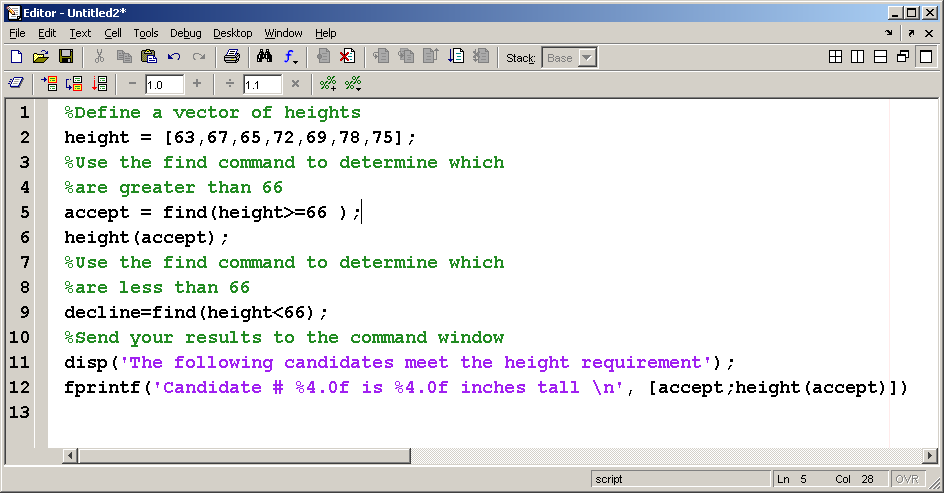 Editor - Untitled2*
File Edit Text Cell Tools Debug Desktop Window Help
Stack: Base
− 1.0 + ÷ 1.1 ×
1 %Define a vector of heights
2 height = [63,67,65,72,69,78,75];
3 %Use the find command to determine which
4 %are greater than 66
5 accept = find(height>=66 );
6 height(accept);
7 %Use the find command to determine which
8 %are less than 66
9 decline=find(height<66);
10 %Send your results to the command window
11 disp('The following candidates meet the height requirement');
12 fprintf('Candidate # %4.0f is %4.0f inches tall \n', [accept;height(accept)])
13
script Ln 5 Col 28 OVR